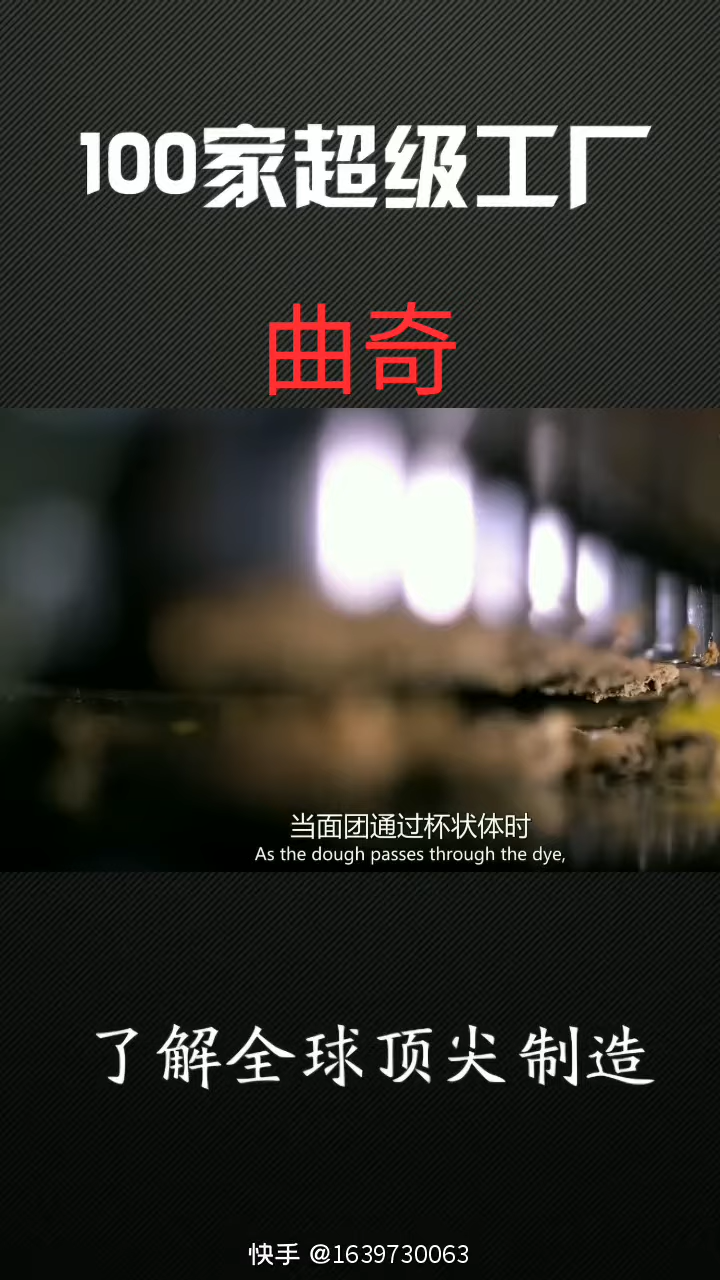 100家超级工厂
曲奇
当面团通过杯状体时
As the dough passes through the dye,
了解全球顶尖制造
快手 @1639730063